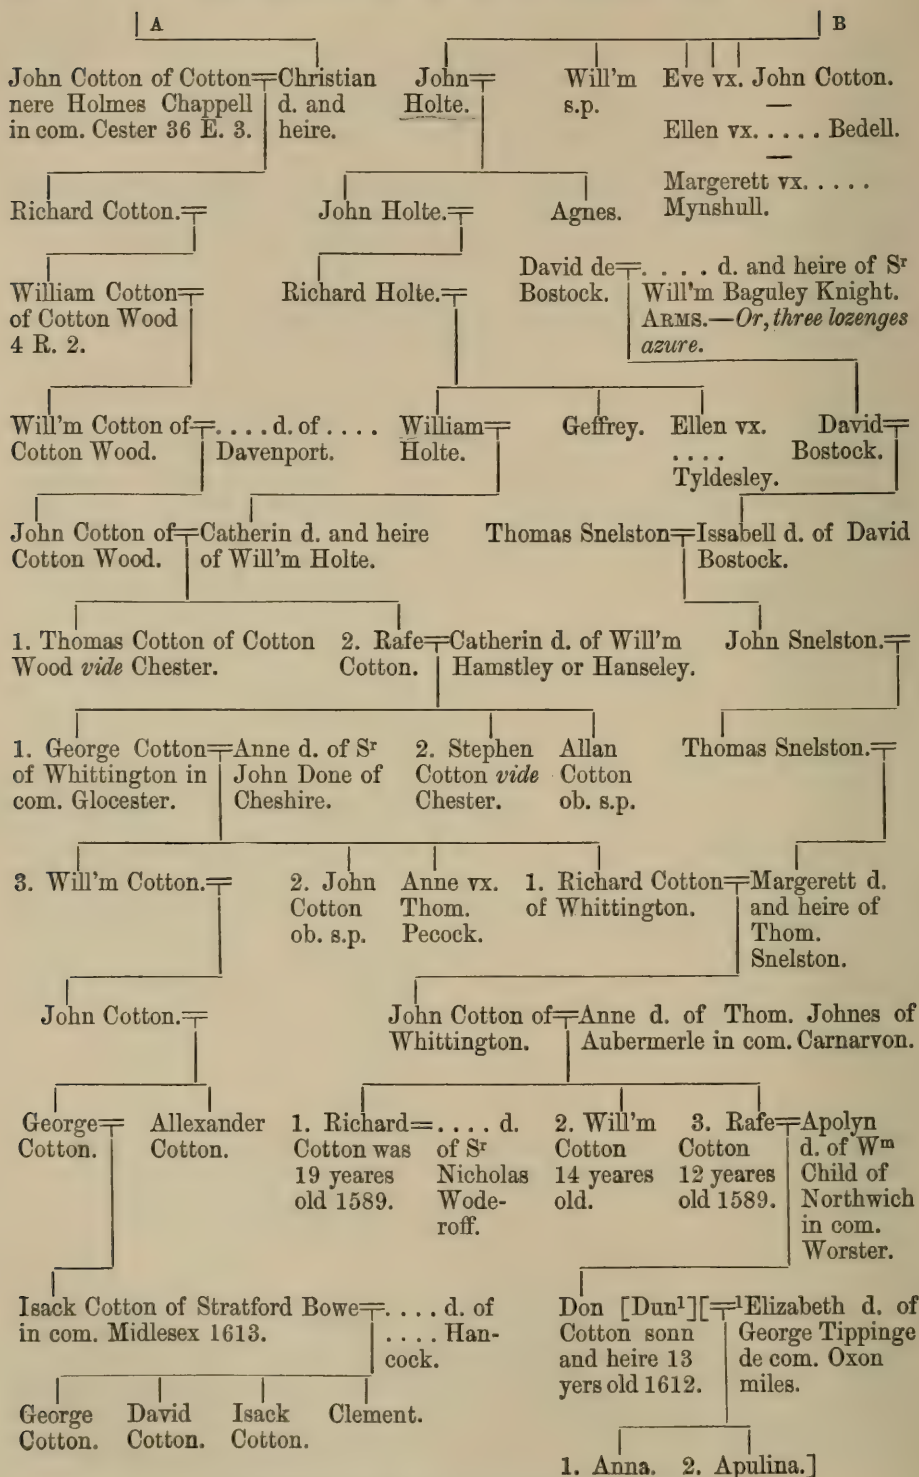 A
B
John Cotton of Cotton=Christian John= Will'm Eve vx. John Cotton.
nere Holmes Chappell d. and Holte. s.p. —
in com. Cester 36 E. 3. heire. Ellen vx. . . . . Bedell.
—
Margerett vx. . . . .
Richard Cotton.= John Holte.= Agnes. Mynshull.
David de=. . . . d. and heire of Sr
William Cotton= Richard Holte.= Bostock. Will'm Baguley Knight.
of Cotton Wood ARMS.—Or, three lozenges
4 R. 2. azure.
Will'm Cotton of=. . . . d. of . . . . William= Geffrey. Ellen vx. David=
Cotton Wood. Davenport. Holte. . . . . Bostock.
Tyldesley.
John Cotton of=Catherin d. and heire Thomas Snelston=Issabell d. of David
Cotton Wood. of Will'm Holte. Bostock.
1. Thomas Cotton of Cotton 2. Rafe=Catherin d. of Will'm John Snelston.=
Wood vide Chester. Cotton. Hamstley or Hanseley.
1. George Cotton=Anne d. of Sr 2. Stephen Allan Thomas Snelston.=
of Whittington in John Done of Cotton vide Cotton
com. Glocester. Cheshire. Chester. ob. s.p.
3. Will'm Cotton.= 2. John Anne vx. 1. Richard Cotton=Margerett d.
Cotton Thom. of Whittington. and heire of
ob. s.p. Pecock. Thom.
Snelston.
John Cotton.= John Cotton of=Anne d. of Thom. Johnes of
Whittington. Aubermerle in com. Carnarvon.
George= Allexander 1. Richard=. . . . d. 2. Will'm 3. Rafe=Apolyn
Cotton. Cotton. Cotton was of Sr Cotton Cotton d. of Wm
19 yeares Nicholas 14 yeares 12 yeares Child of
old 1589. Wode- old. old 1589. Northwich
roff. in com.
Worster.
Isack Cotton of Stratford Bowe=. . . . d. of Don [Dun1][=1Elizabeth d. of
in com. Midlesex 1613. . . . . Han- Cotton sonn George Tippinge
cock. and heire 13 de com. Oxon
yers old 1612. miles.
George David Isack Clement.
Cotton. Cotton. Cotton.
1. Anna. 2. Apulina.]